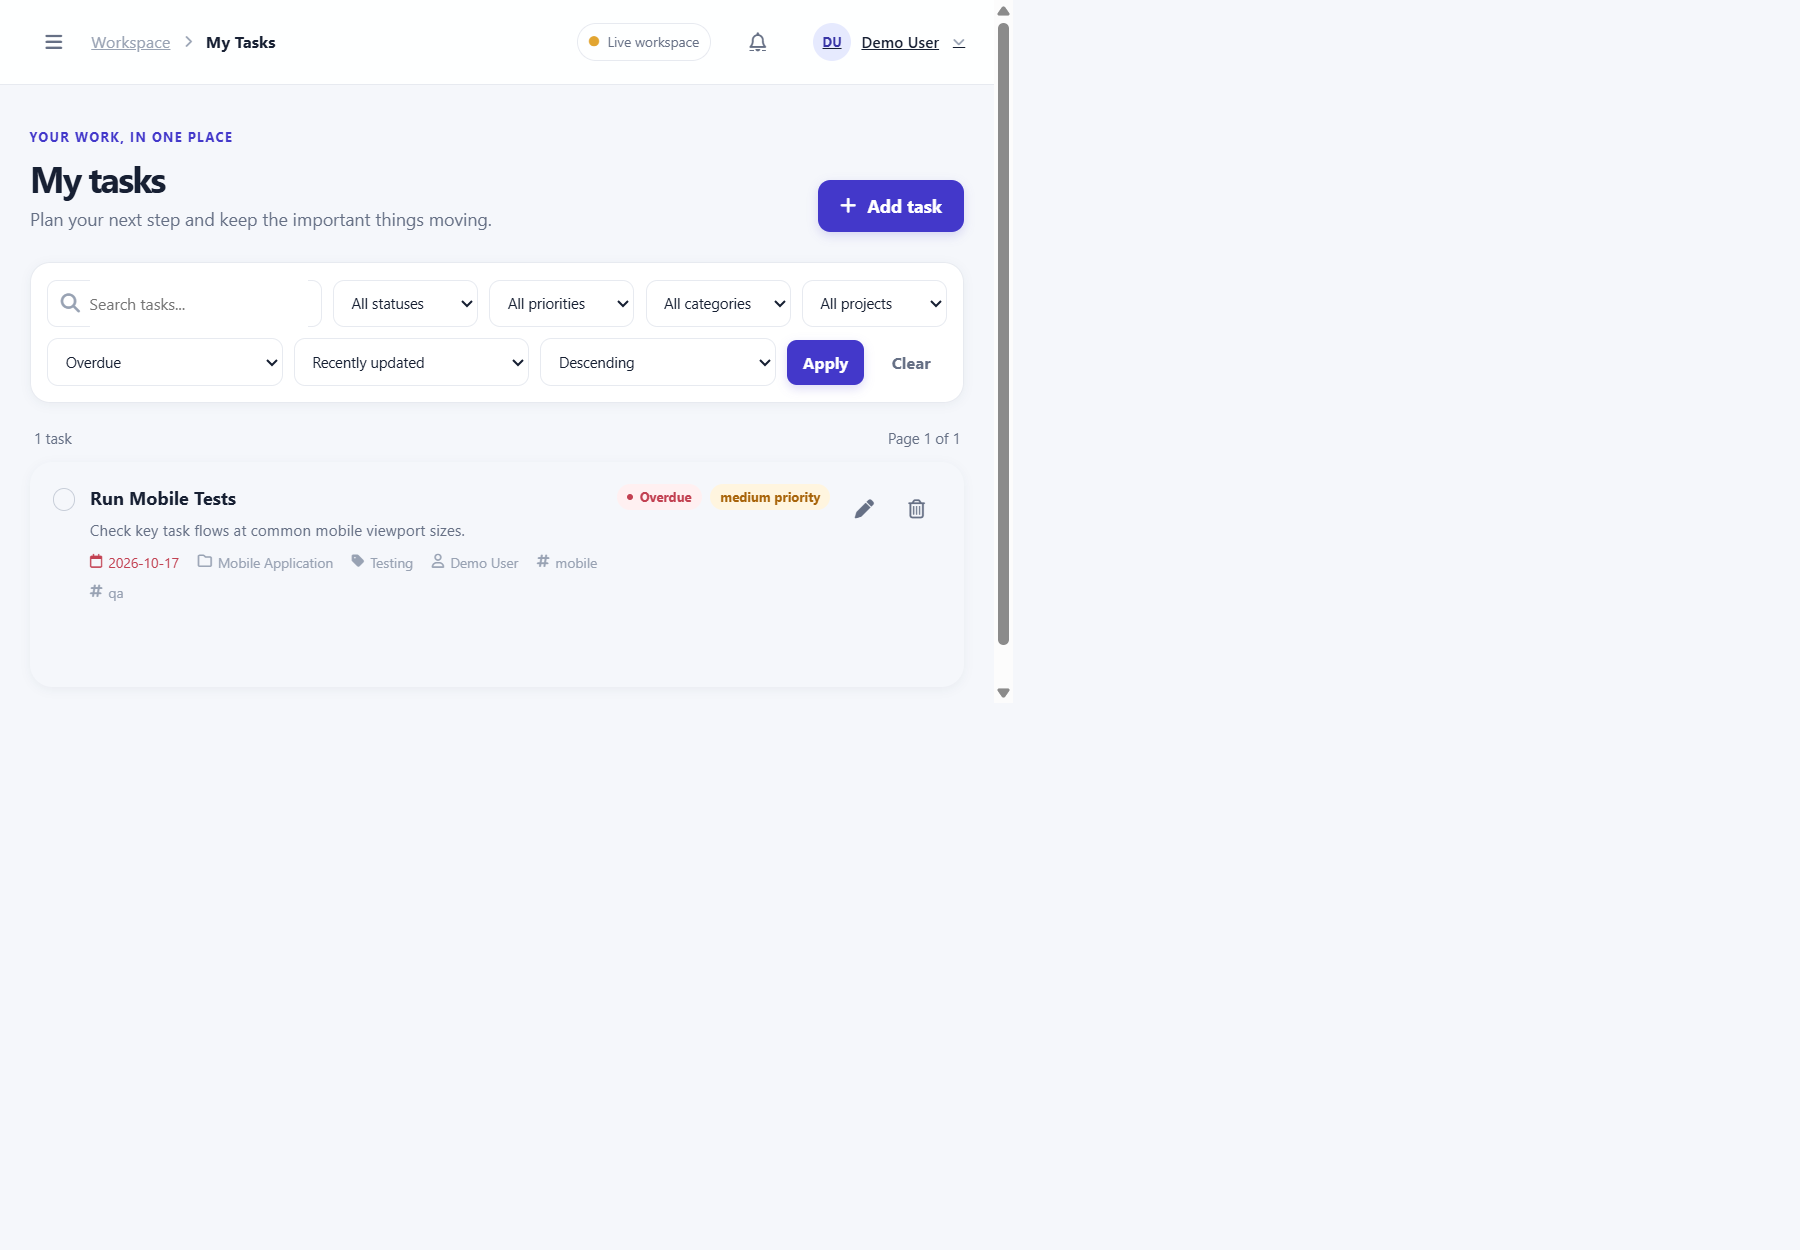 Workspace > My Tasks
Live workspace
DU Demo User
YOUR WORK, IN ONE PLACE
My tasks
Plan your next step and keep the important things moving.
+ Add task
Search tasks...
All statuses
All priorities
All categories
All projects
Overdue
Recently updated
Descending
Apply
Clear
1 task
Page 1 of 1
Run Mobile Tests
Overdue
medium priority
Check key task flows at common mobile viewport sizes.
2026-10-17 Mobile Application Testing Demo User # mobile
# qa